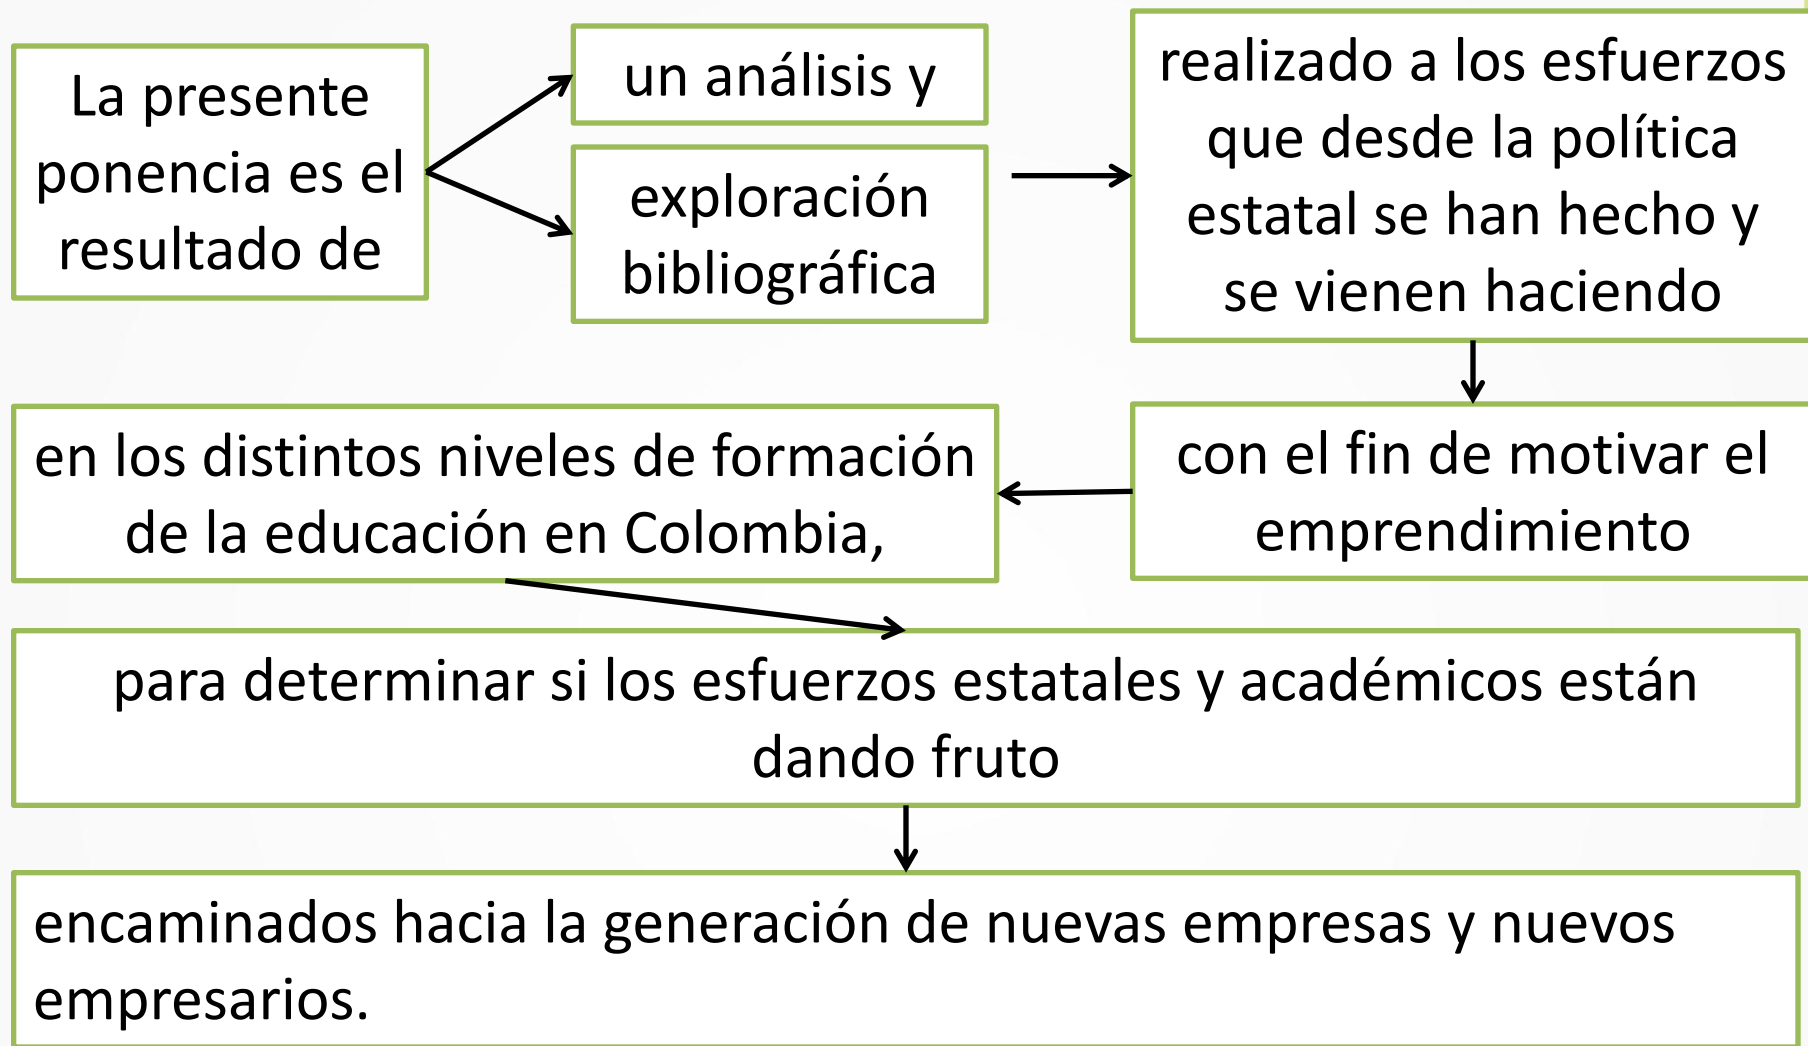 La presente
ponencia es el
resultado de
un análisis y
exploración
bibliográfica
realizado a los esfuerzos
que desde la política
estatal se han hecho y
se vienen haciendo
con el fin de motivar el
emprendimiento
en los distintos niveles de formación
de la educación en Colombia,
para determinar si los esfuerzos estatales y académicos están
dando fruto
encaminados hacia la generación de nuevas empresas y nuevos
empresarios.